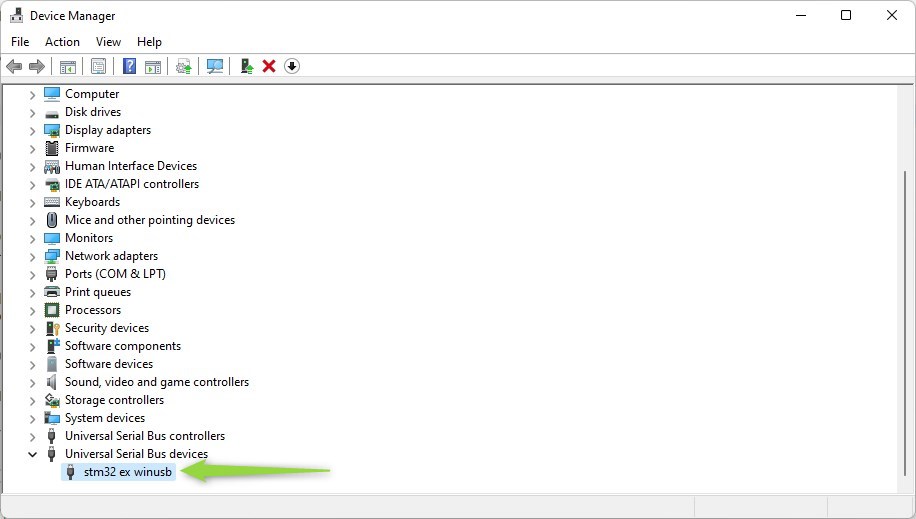 Device Manager
File Action View Help
Computer
Disk drives
Display adapters
Firmware
Human Interface Devices
IDE ATA/ATAPI controllers
Keyboards
Mice and other pointing devices
Monitors
Network adapters
Ports (COM & LPT)
Print queues
Processors
Security devices
Software components
Software devices
Sound, video and game controllers
Storage controllers
System devices
Universal Serial Bus controllers
Universal Serial Bus devices
stm32 ex winusb